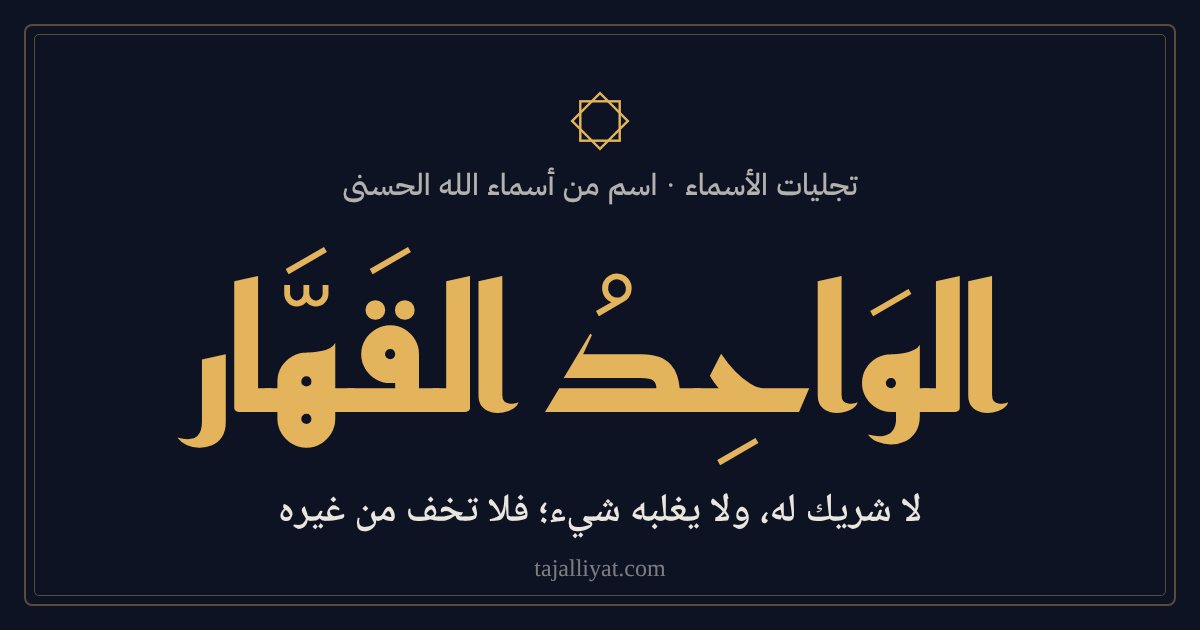 تجليات الأسماء · اسم من أسماء الله الحسنى
الوَاحِدُ القَهَّار
لا شريك له، ولا يغلبه شيء؛ فلا تخف من غيره
tajalliyat.com